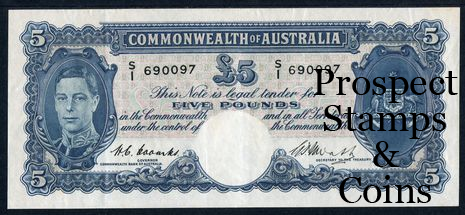 5 COMMONWEALTH OF AUSTRALIA 5
S/1 690097 £5 S/1 690097
This Note is legal tender for
FIVE POUNDS
in the Commonwealth and in all Ter
under the control of the Commonw
GOVERNOR
COMMONWEALTH BANK OF AUSTRALIA
SECRETARY TO THE TREASURY
5 5
Prospect
Stamps
&
Coins